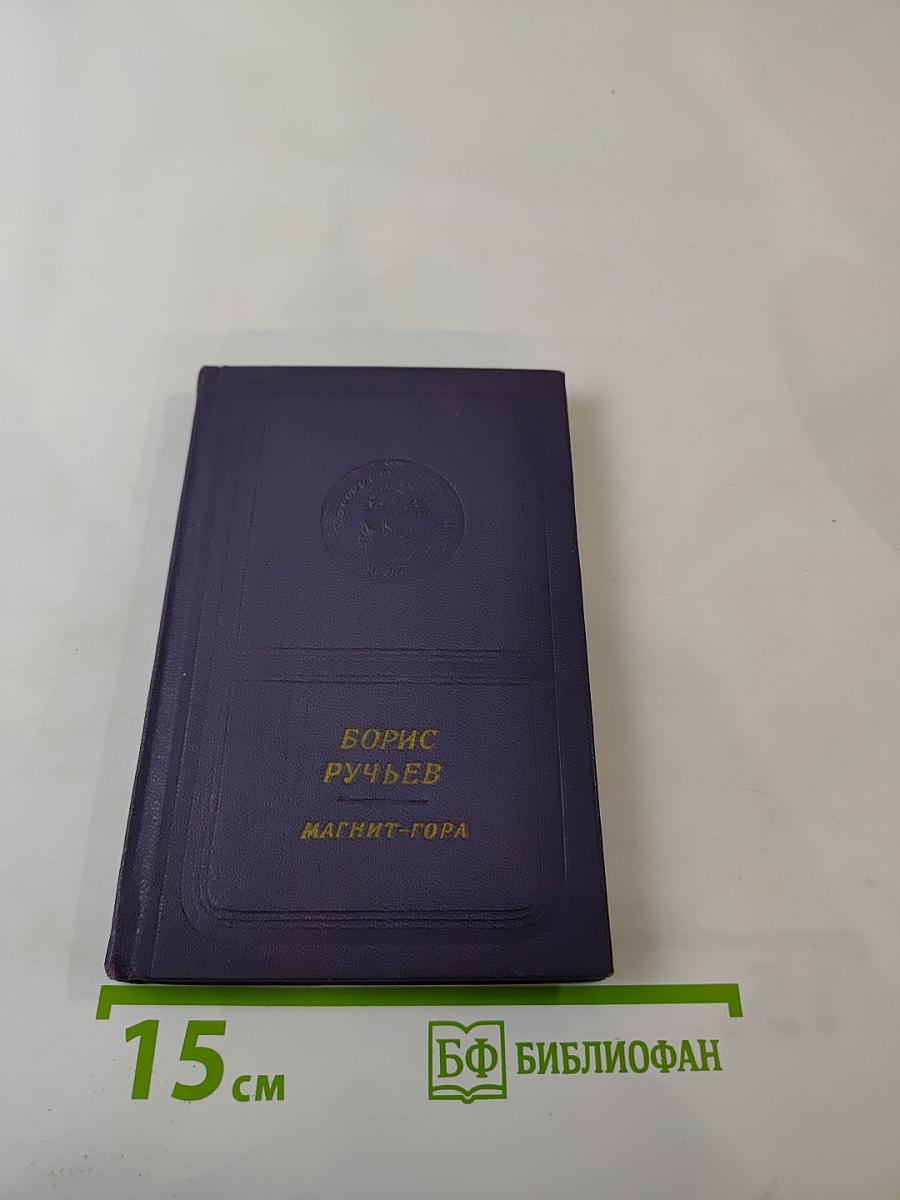 БОРИС
РУЧЬЕВ
МАГНИТ-ГОРА
15 см
БФ БИБЛИОФАН